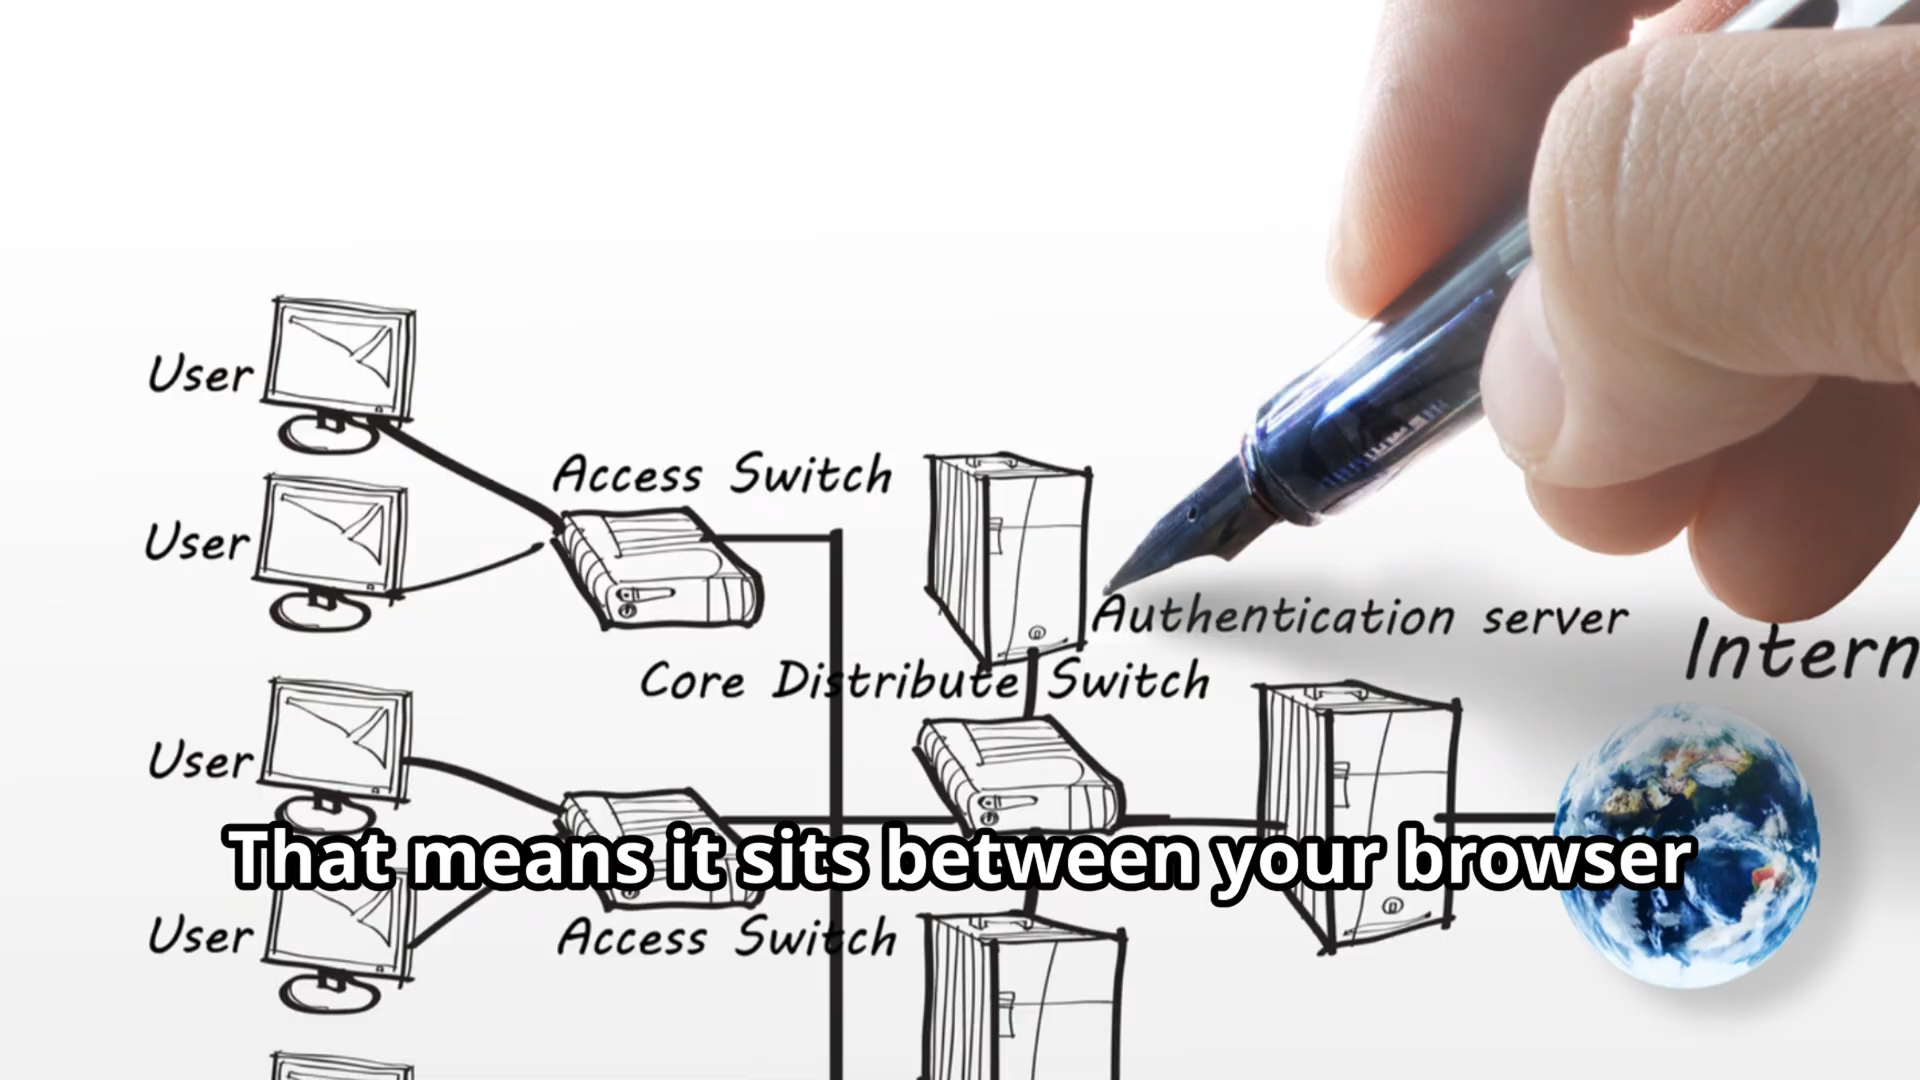 User
Access Switch
User
Authentication server
Intern
Core Distribute Switch
User
That means it sits between your browser
User
Access Switch